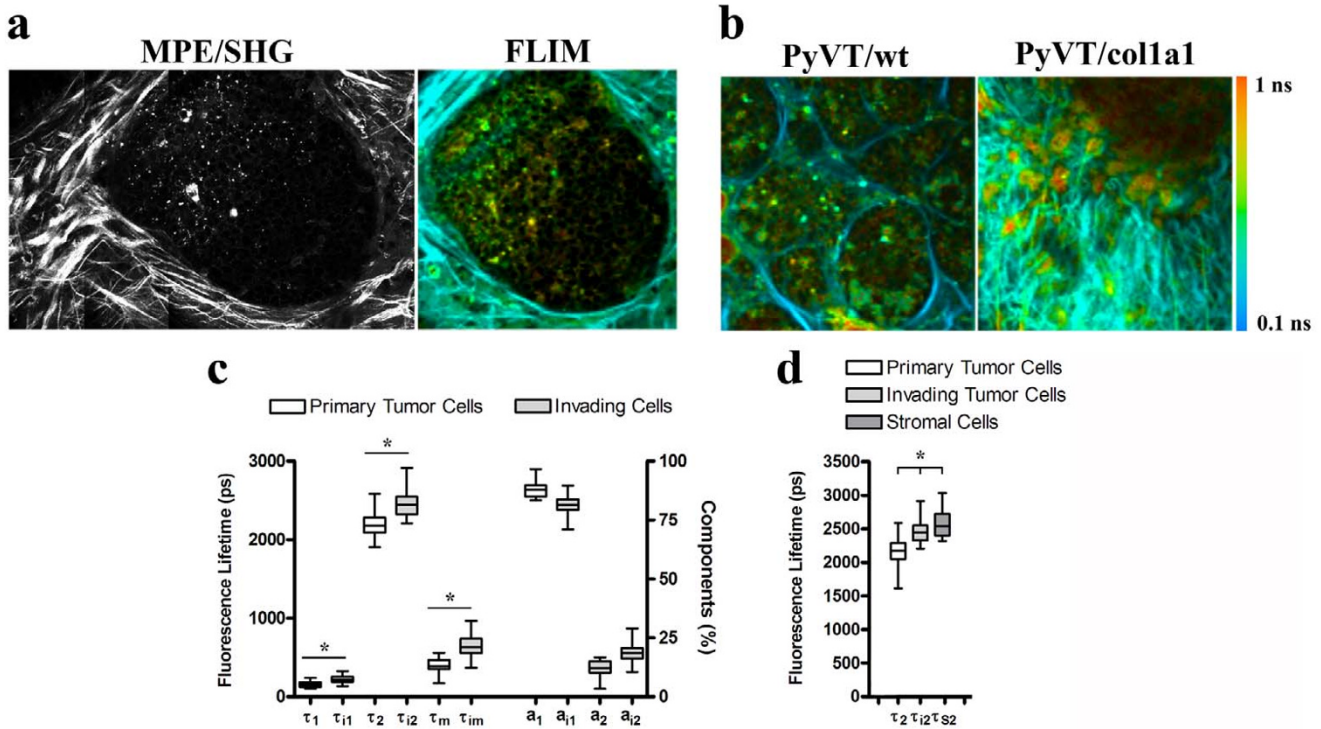 a
MPE/SHG
FLIM
b
PyVT/wt
PyVT/col1a1
1 ns
0.1 ns
c
Primary Tumor Cells
Invading Cells
Fluorescence Lifetime (ps)
3000
2000
1000
0
*
*
*
τ1 τi1 τ2 τi2 τm τim a1 ai1 a2 ai2
100
75
50
25
0
Components (%)
d
Primary Tumor Cells
Invading Tumor Cells
Stromal Cells
Fluorescence Lifetime (ps)
3500
3000
2500
2000
1500
1000
500
0
*
τ2 τi2 τS2